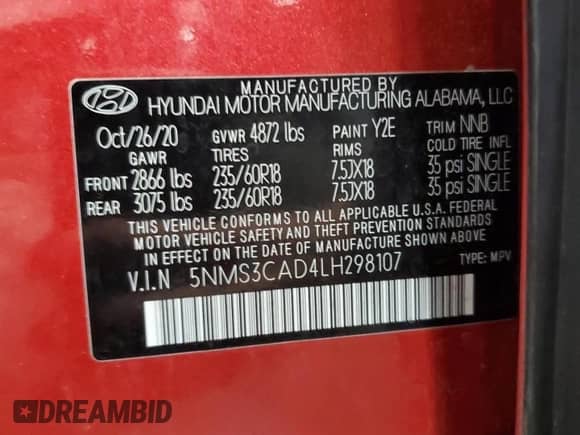 MANUFACTURED BY
HYUNDAI MOTOR MANUFACTURING ALABAMA, LLC
Oct/26/20 GVWR 4872 lbs PAINT Y2E TRIM NNB
GAWR TIRES RIMS COLD TIRE INFL
FRONT 2866 lbs 235/60R18 7.5JX18 35 psi SINGLE
REAR 3075 lbs 235/60R18 7.5JX18 35 psi SINGLE
THIS VEHICLE CONFORMS TO ALL APPLICABLE U.S.A. FEDERAL
MOTOR VEHICLE SAFETY AND THEFT PREVENTION STANDARDS
IN EFFECT ON THE DATE OF MANUFACTURE SHOWN ABOVE.
V.I.N 5NMS3CAD4LH298107 TYPE: MPV
DREAMBID